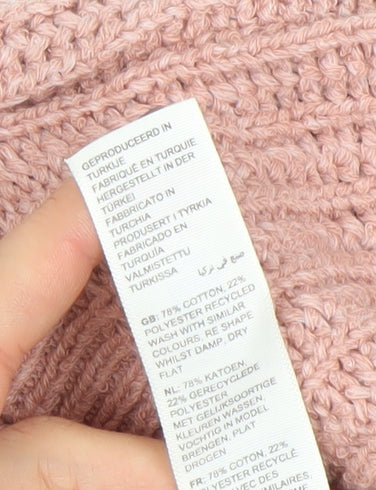 GEPRODUCEERD IN
TURKIJE
FABRIQUÉ EN TURQUIE
HERGESTELLT IN DER
TÜRKEI
FABBRICATO IN
TURCHIA
PRODUSERT I TYRKIA
FABRICADO EN
TURQUÍA
VALMISTETTU
TURKISSA
صنع في تركيا
GB: 78% COTTON, 22%
POLYESTER RECYCLED
WASH WITH SIMILAR
COLOURS, RE SHAPE
WHILST DAMP, DRY
FLAT
NL: 78% KATOEN,
22% GERECYCLEDE
POLYESTER,
MET GELIJKSOORTIGE
KLEUREN WASSEN,
VOCHTIG IN MODEL
BRENGEN, PLAT
DROGEN
FR: 78% COTON, 22%
POLYESTER RECYCLÉ
AVEC DES
SIMILAIRES,